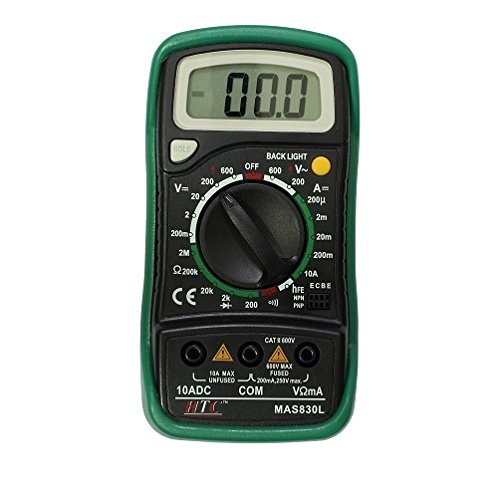 - 00.0
HOLD
BACK LIGHT
OFF
600 V~
200
600
200
V⎓
20
2
200m
2M
Ω 200k
20k
2k
200
A⎓
200µ
2m
20m
200m
10A
hFE
NPN
PNP
E C B E
CE
CAT II 600V
10A MAX
UNFUSED
600V MAX
FUSED
200mA,250V max.
10ADC
COM
VΩmA
HTC™
MAS830L